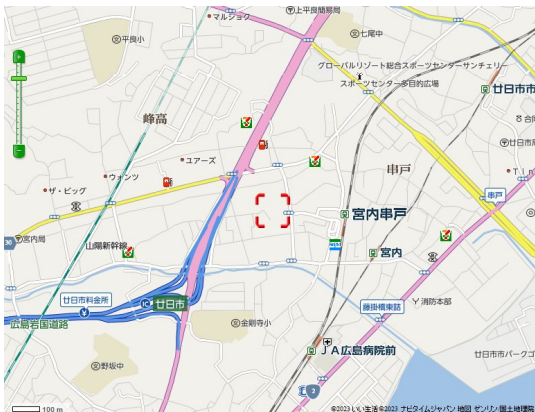 マルショク
上平良簡易局
平良小
七尾中
グローバルリゾート総合スポーツセンターサンチェリー
スポーツセンター多目的広場
廿日市市
峰高
ユアーズ
串戸
ウォンツ
ザ・ビッグ
串戸
宮内串戸
30
宮内局
山陽新幹線
宮内
廿日市料金所
IC
廿日市
藤掛橋東詰
消防本部
広島岩国道路
金剛寺小
JA広島病院前
野坂中
廿日市市パークゴ
2
100 m
©2023 いい生活 ©2023 ナビタイムジャパン 地図 ゼンリン/国土地理院